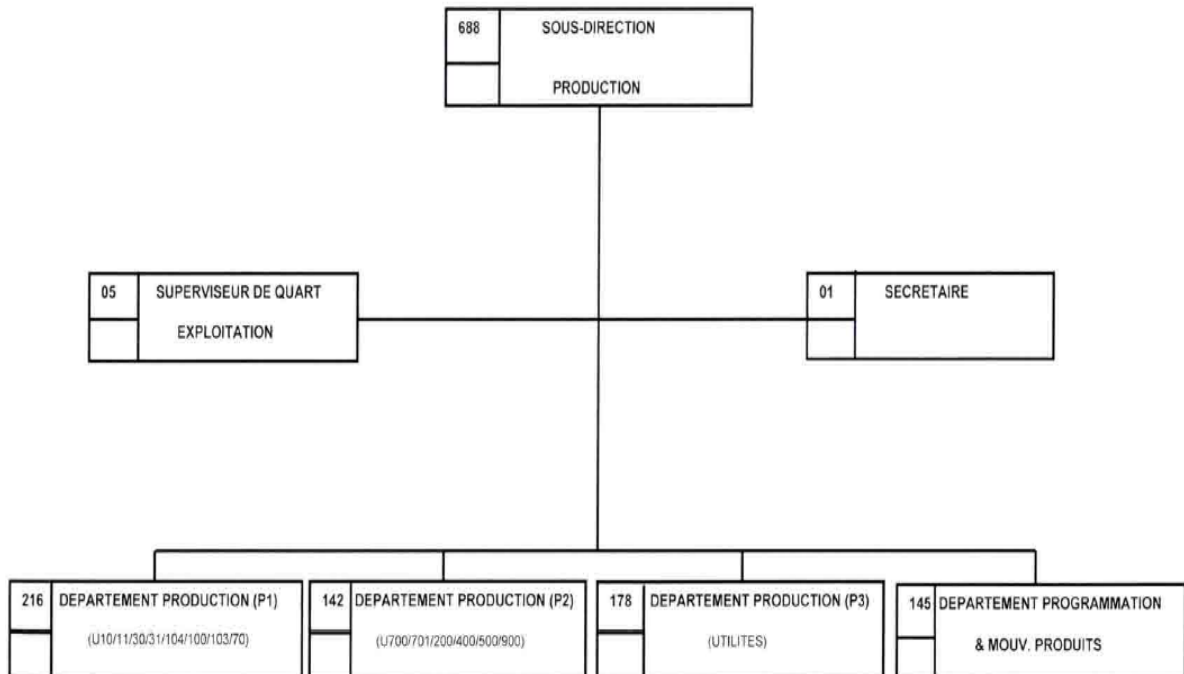 688
SOUS-DIRECTION
PRODUCTION
05
SUPERVISEUR DE QUART
EXPLOITATION
01
SECRETAIRE
216
DEPARTEMENT PRODUCTION (P1)
(U10/11/30/31/104/100/103/70)
142
DEPARTEMENT PRODUCTION (P2)
(U700/701/200/400/500/900)
178
DEPARTEMENT PRODUCTION (P3)
(UTILITES)
145
DEPARTEMENT PROGRAMMATION
& MOUV. PRODUITS